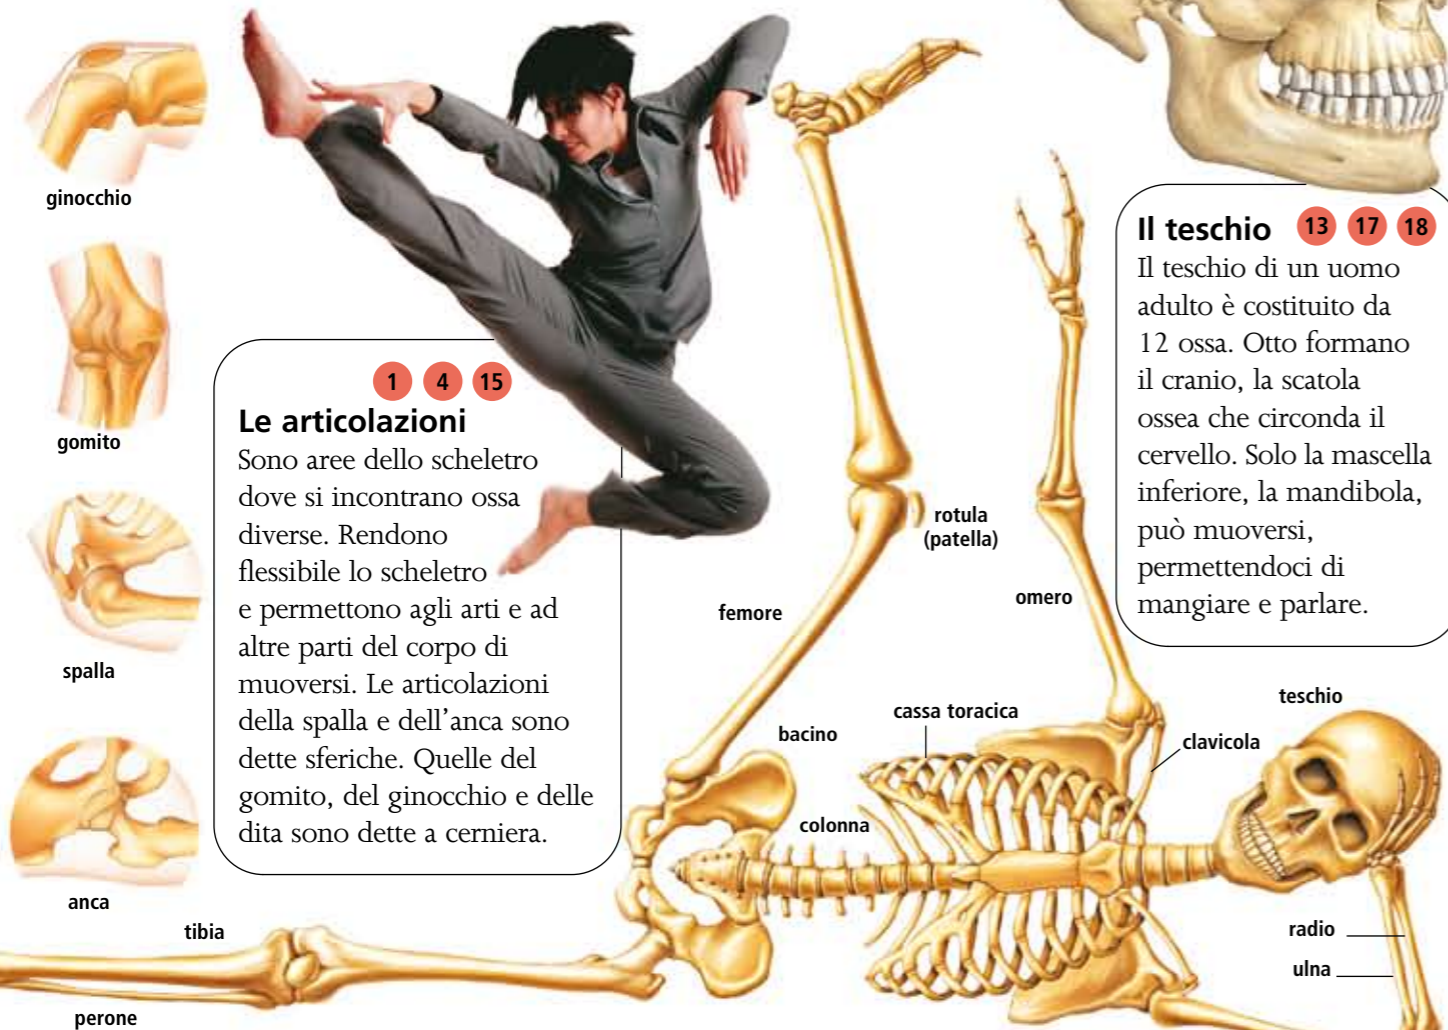 ginocchio
gomito
spalla
anca
1 4 15
Le articolazioni
Sono aree dello scheletro
dove si incontrano ossa
diverse. Rendono
flessibile lo scheletro
e permettono agli arti e ad
altre parti del corpo di
muoversi. Le articolazioni
della spalla e dell’anca sono
dette sferiche. Quelle del
gomito, del ginocchio e delle
dita sono dette a cerniera.
Il teschio 13 17 18
Il teschio di un uomo
adulto è costituito da
12 ossa. Otto formano
il cranio, la scatola
ossea che circonda il
cervello. Solo la mascella
inferiore, la mandibola,
può muoversi,
permettendoci di
mangiare e parlare.
rotula
(patella)
femore
omero
bacino
cassa toracica
clavicola
teschio
colonna
radio
ulna
tibia
perone